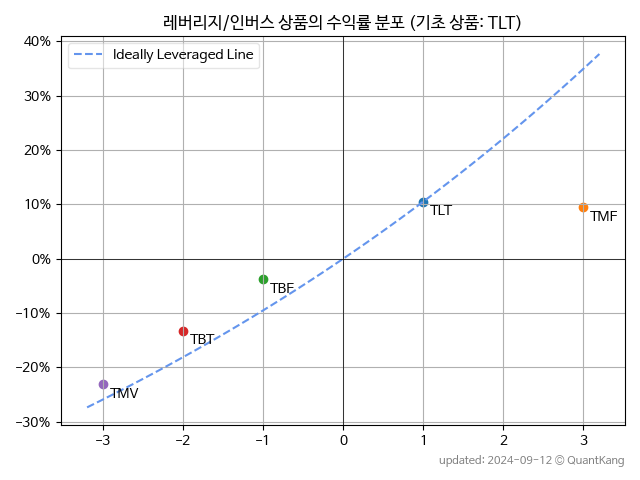 레버리지/인버스 상품의 수익률 분포 (기초 상품: TLT)
40%
30%
20%
10%
0%
−10%
−20%
−30%
Ideally Leveraged Line
TLT
TMF
TBF
TBT
TMV
−3
−2
−1
0
1
2
3
updated: 2024-09-12 © QuantKang